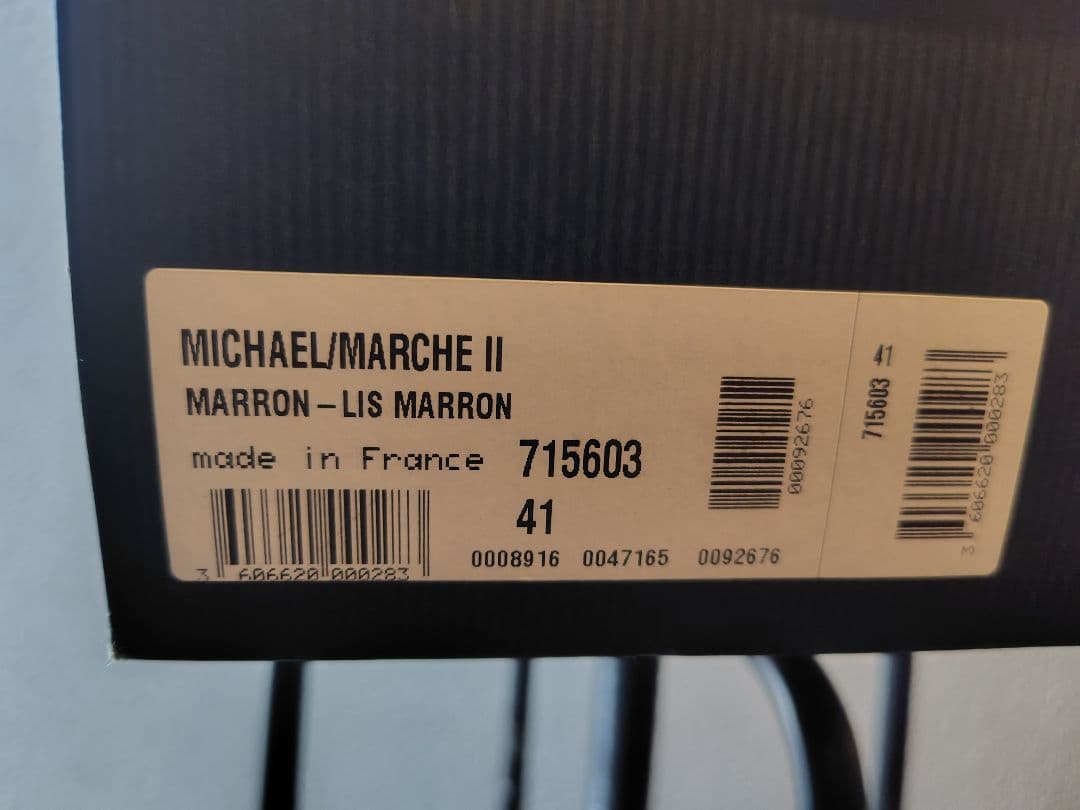 MICHAEL/MARCHE II
MARRON – LIS MARRON
made in France 715603
41
3 606620 000283
0008916 0047165 0092676
00092676
715603 41
3 606620 000283